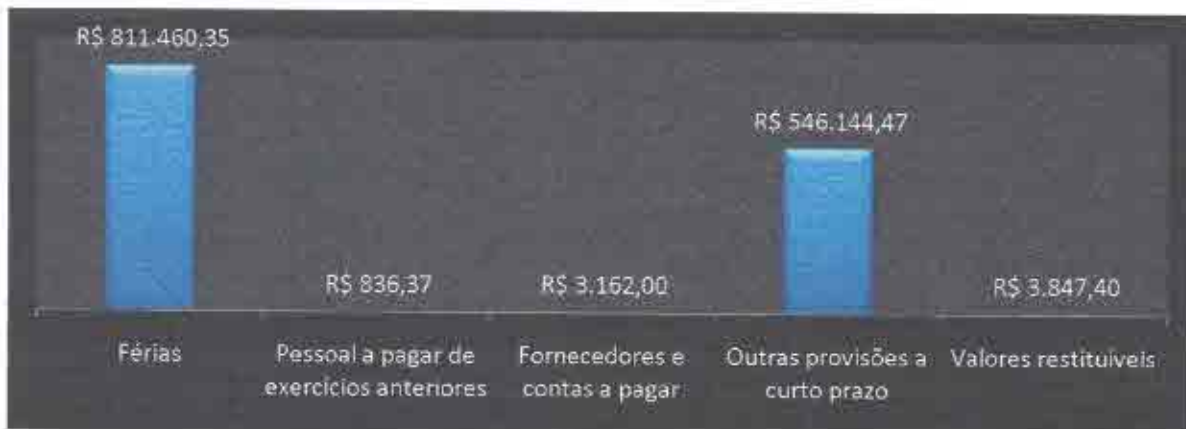 R$ 811.460,35
R$ 836,37
R$ 3.162,00
R$ 546.144,47
R$ 3.847,40
Férias
Pessoal a pagar de
exercícios anteriores
Fornecedores e
contas a pagar
Outras provisões a
curto prazo
Valores restituíveis